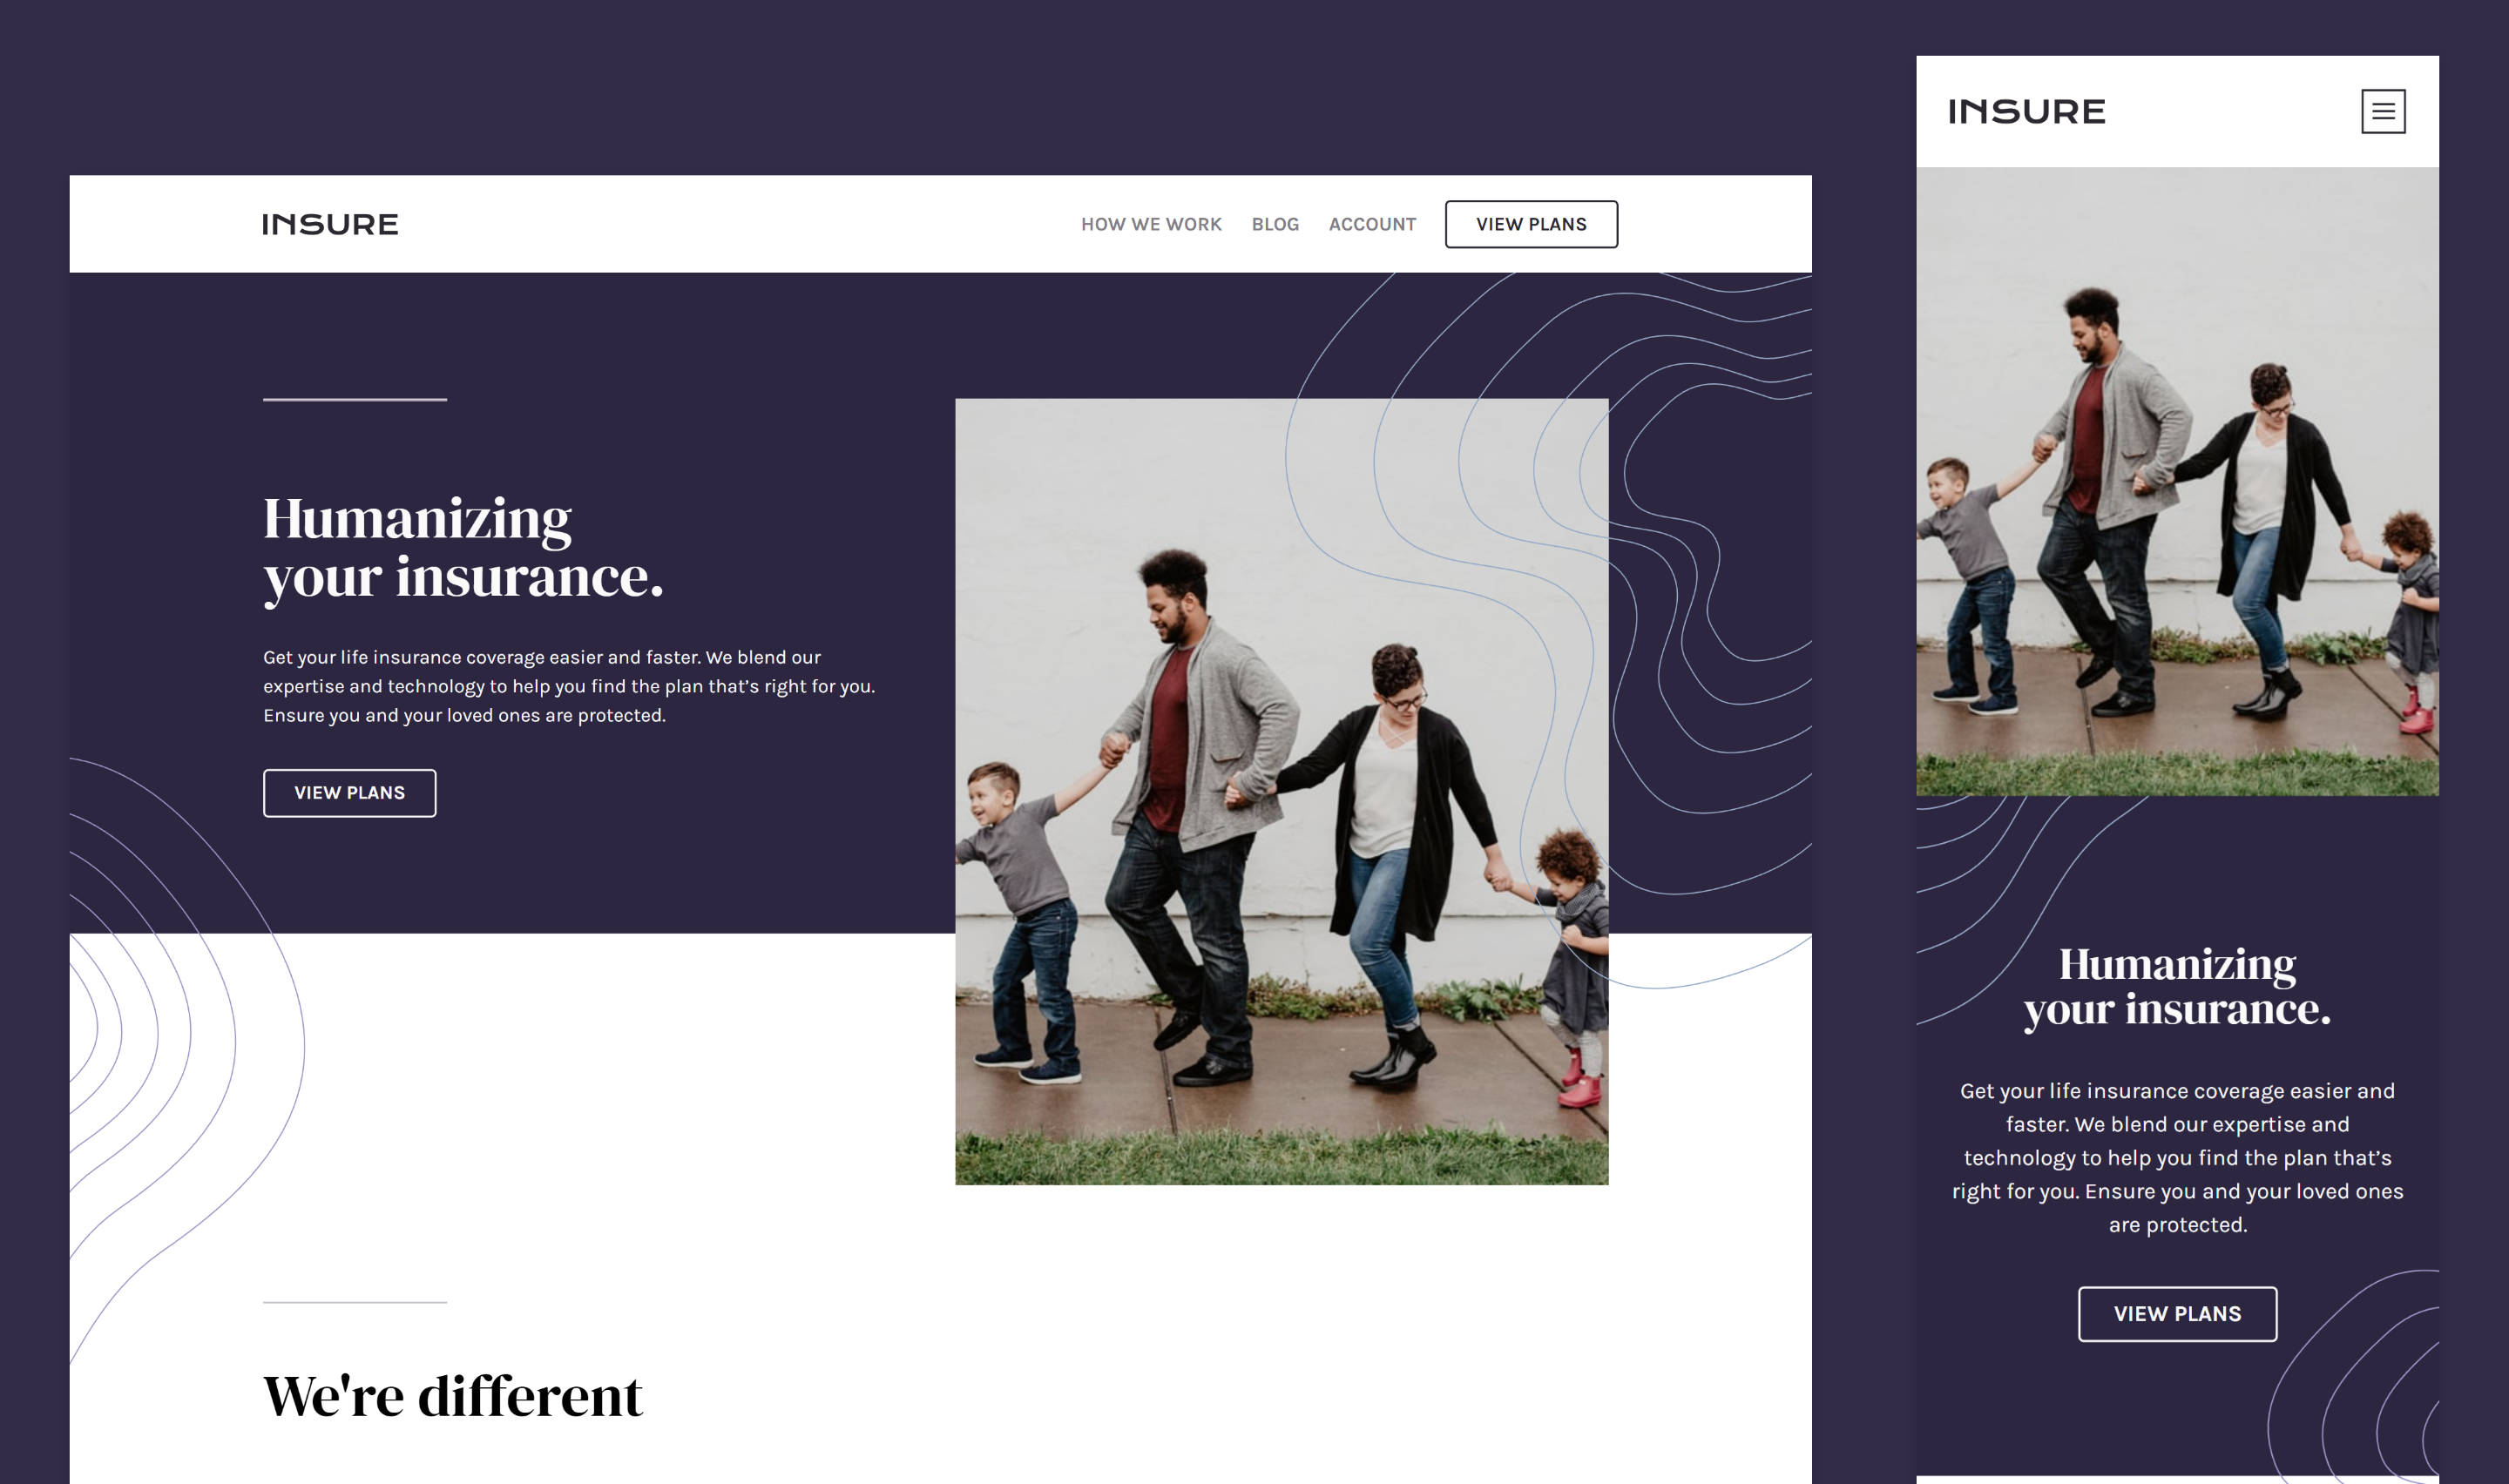 INSURE
HOW WE WORK
BLOG
ACCOUNT
VIEW PLANS
Humanizing
your insurance.
Get your life insurance coverage easier and faster. We blend our
expertise and technology to help you find the plan that’s right for you.
Ensure you and your loved ones are protected.
VIEW PLANS
We're different
INSURE
Humanizing
your insurance.
Get your life insurance coverage easier and
faster. We blend our expertise and
technology to help you find the plan that’s
right for you. Ensure you and your loved ones
are protected.
VIEW PLANS